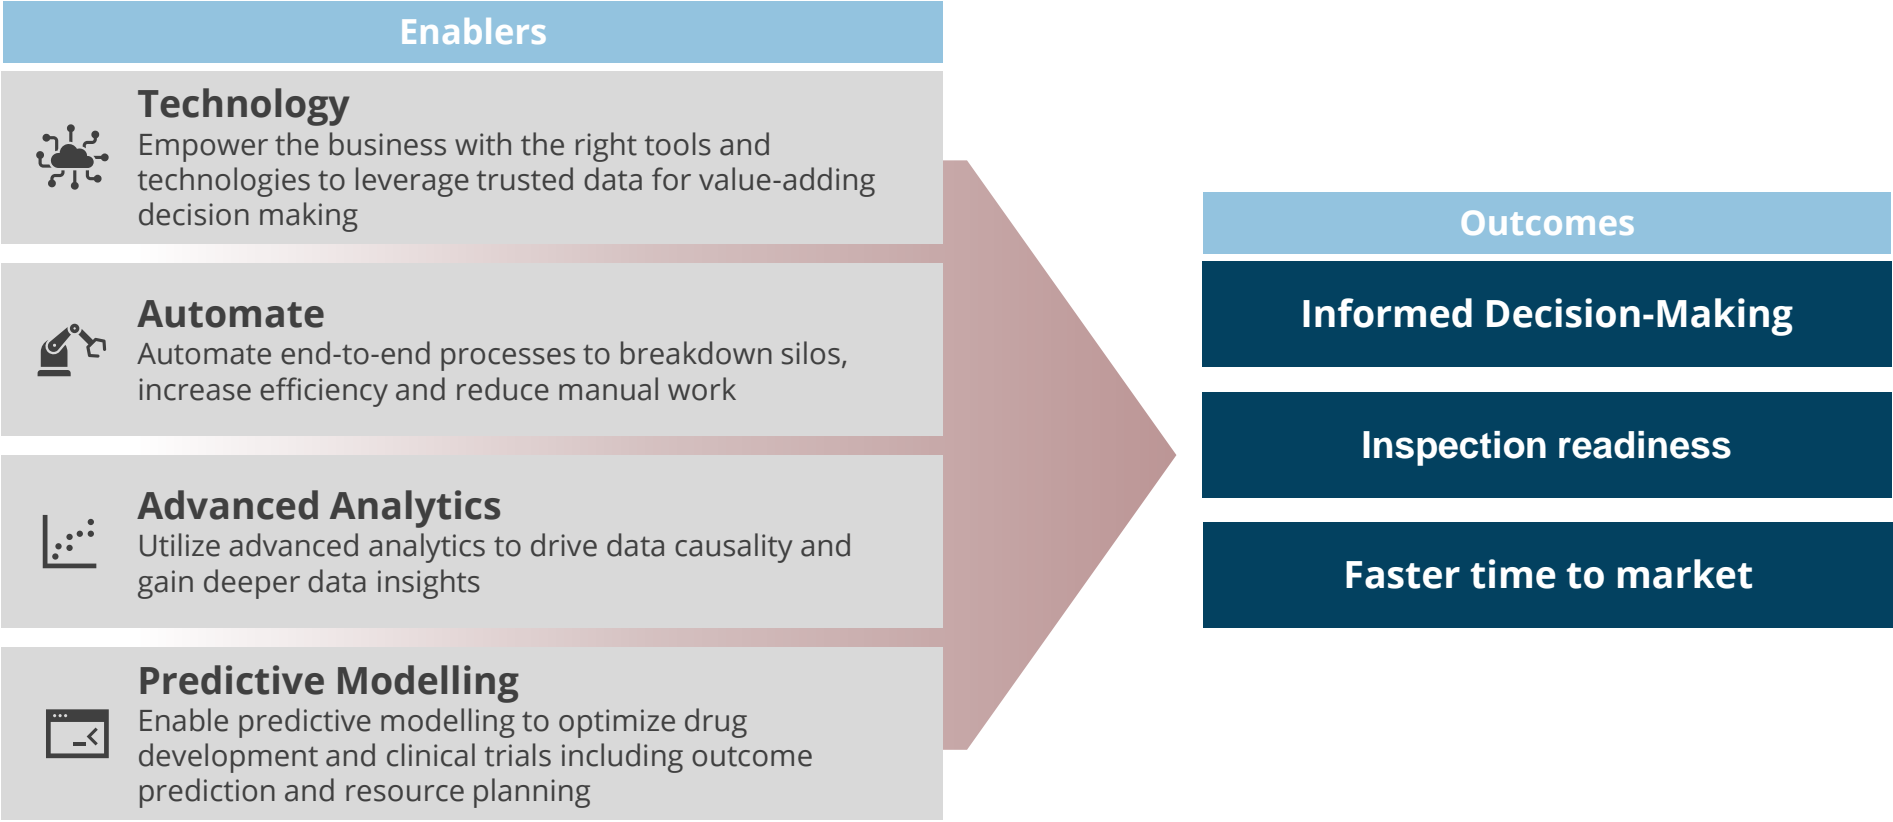 Enablers
Technology
Empower the business with the right tools and
technologies to leverage trusted data for value-adding
decision making
Automate
Automate end-to-end processes to breakdown silos,
increase efficiency and reduce manual work
Advanced Analytics
Utilize advanced analytics to drive data causality and
gain deeper data insights
Predictive Modelling
Enable predictive modelling to optimize drug
development and clinical trials including outcome
prediction and resource planning
Outcomes
Informed Decision-Making
Inspection readiness
Faster time to market